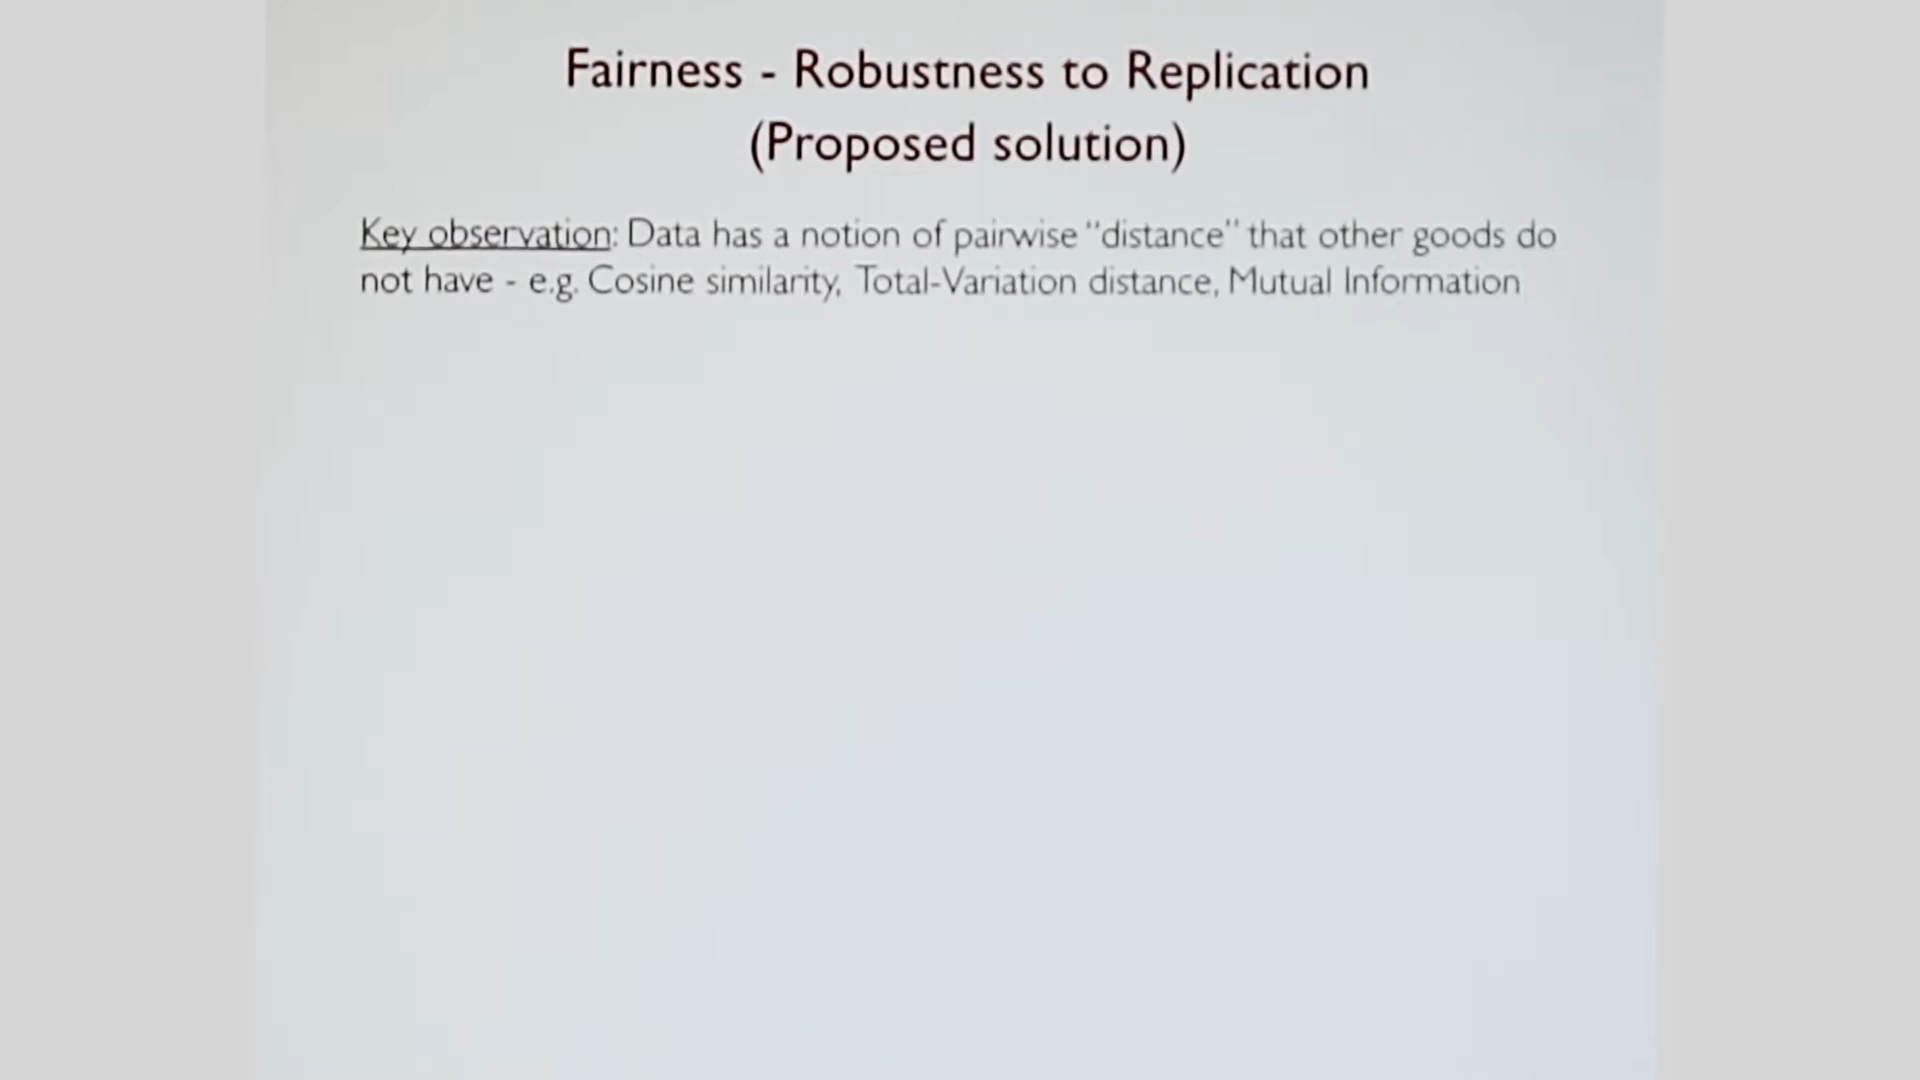 Fairness - Robustness to Replication
(Proposed solution)
Key observation: Data has a notion of pairwise "distance" that other goods do
not have - e.g. Cosine similarity, Total-Variation distance, Mutual Information